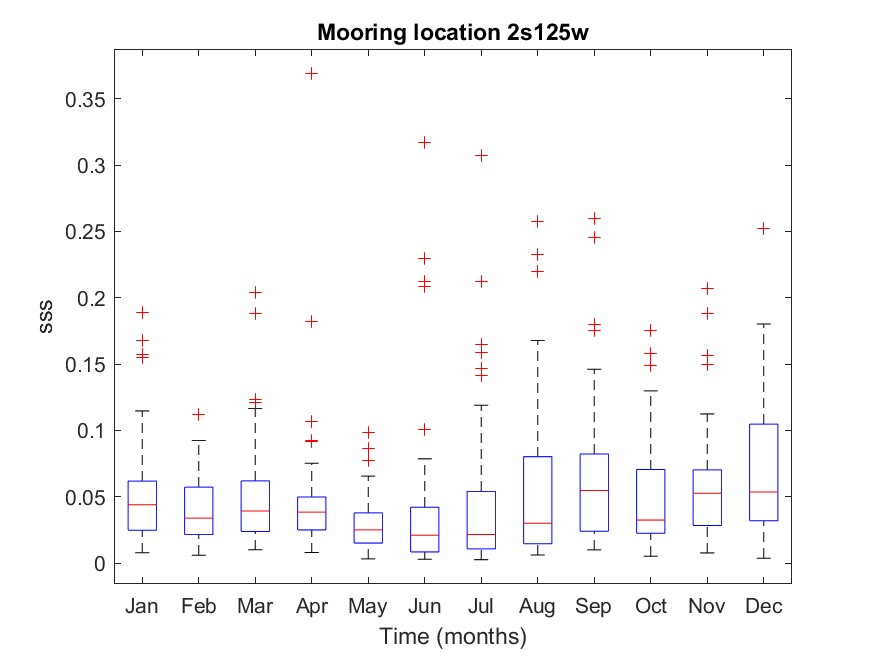 Mooring location 2s125w
0.35
0.3
0.25
0.2
0.15
0.1
0.05
0
sss
Jan Feb Mar Apr May Jun Jul Aug Sep Oct Nov Dec
Time (months)